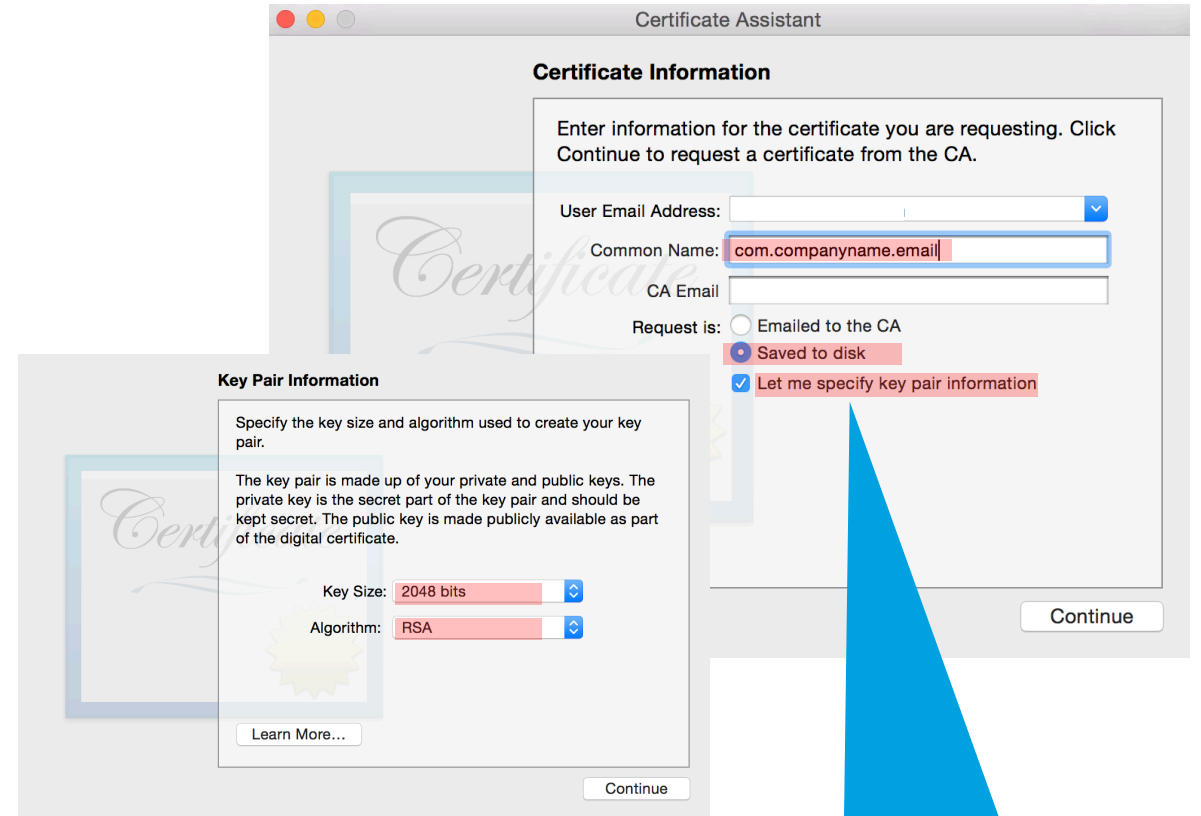 Certificate Assistant
Certificate Information
Enter information for the certificate you are requesting. Click
Continue to request a certificate from the CA.
Certificate
User Email Address:
Common Name: com.companyname.email
CA Email
Request is: Emailed to the CA
Saved to disk
Let me specify key pair information
Continue
Key Pair Information
Specify the key size and algorithm used to create your key
pair.
The key pair is made up of your private and public keys. The
private key is the secret part of the key pair and should be
kept secret. The public key is made publicly available as part
of the digital certificate.
Certificate
Key Size: 2048 bits
Algorithm: RSA
Learn More...
Continue